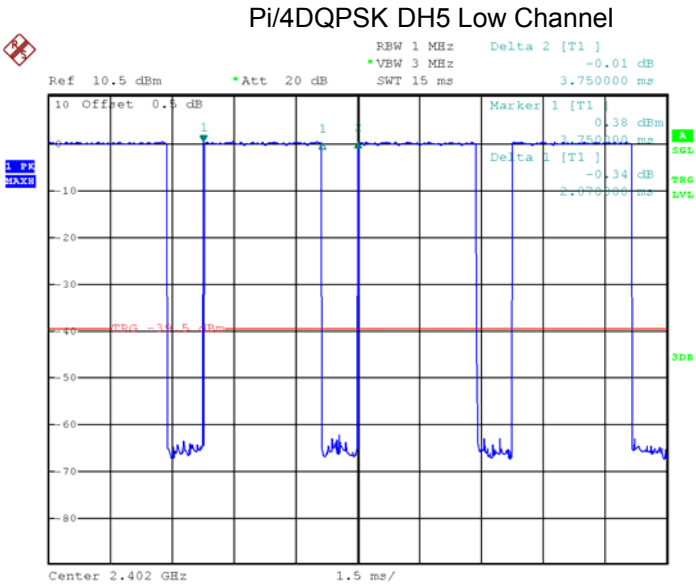 Pi/4DQPSK DH5 Low Channel
RBW 1 MHz Delta 2 [T1 ]
*VBW 3 MHz -0.01 dB
Ref 10.5 dBm *Att 20 dB SWT 15 ms 3.750000 ms
10 Offset 0.5 dB Marker 1 [T1 ]
0.38 dBm
3.750000 ms
1 1 2
0
Delta 1 [T1 ]
-0.34 dB
2.070000 ms
A
SGL
1 PK
MAXH
TRG
LVL
-10
-20
-30
TRG -39.5 dBm
-40
3DB
-50
-60
-70
-80
Center 2.402 GHz 1.5 ms/
R S